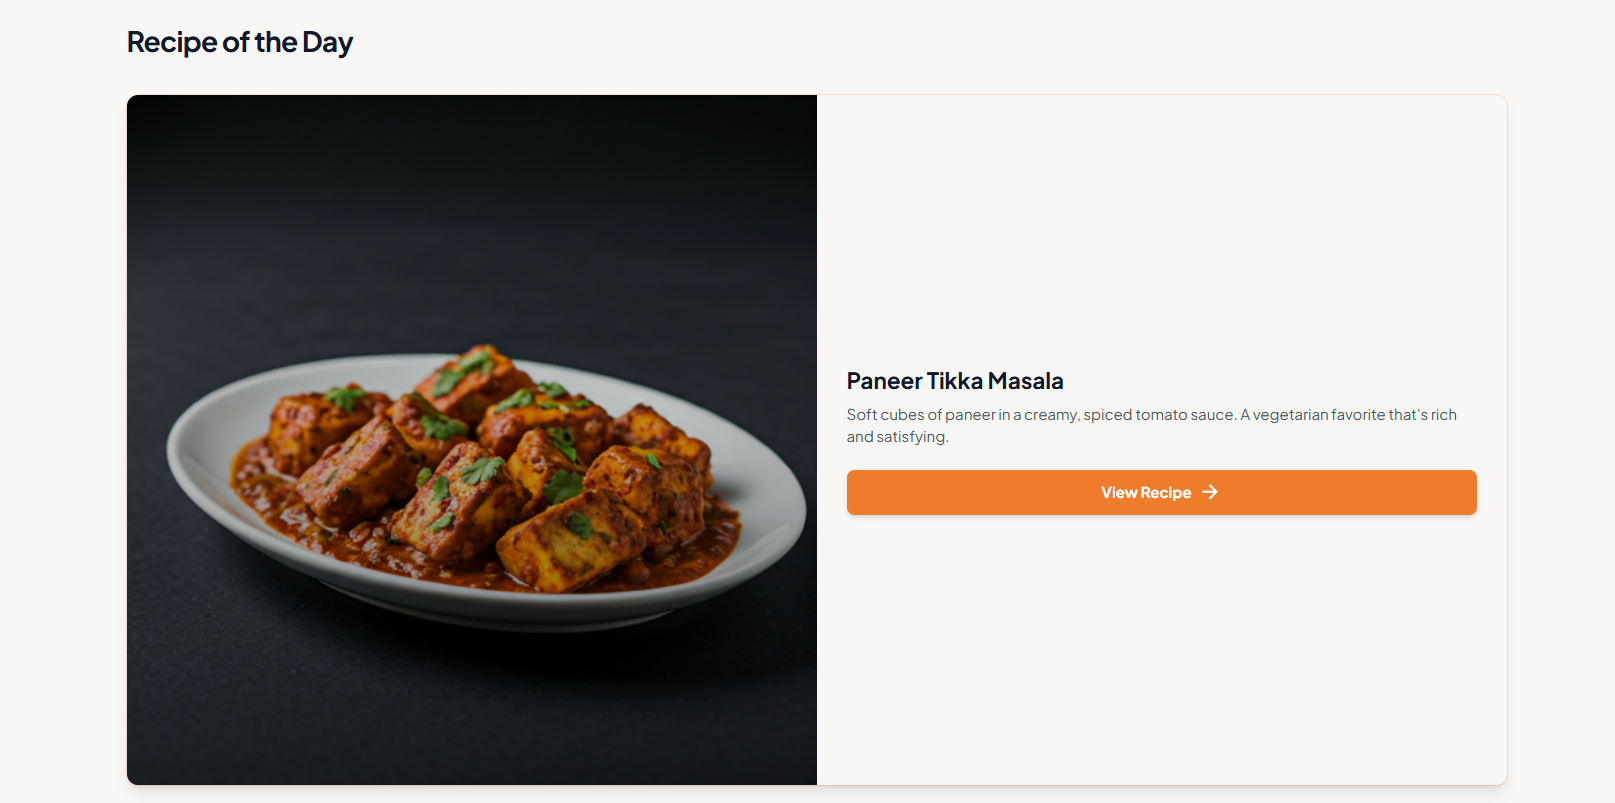 Recipe of the Day
Paneer Tikka Masala
Soft cubes of paneer in a creamy, spiced tomato sauce. A vegetarian favorite that's rich
and satisfying.
View Recipe